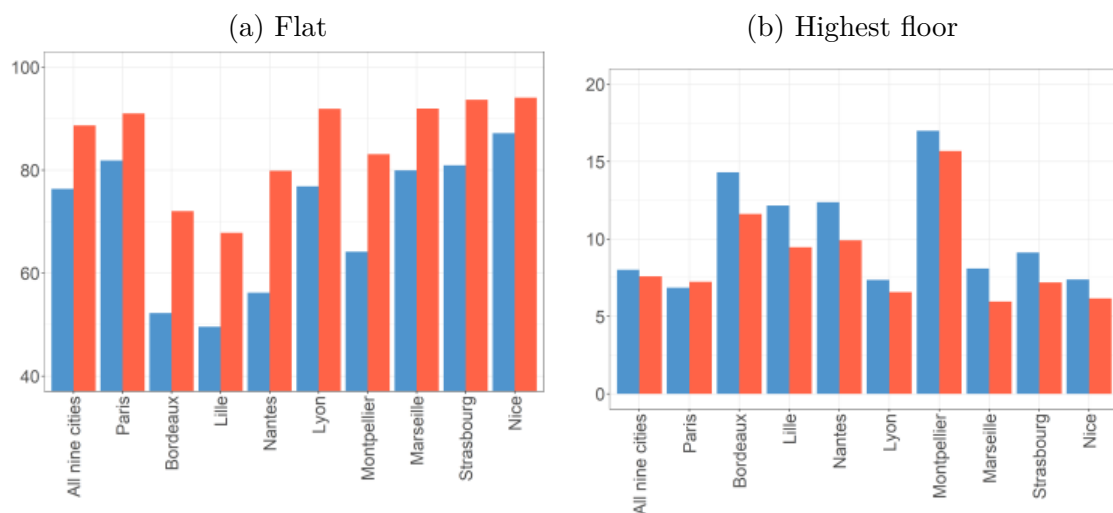 (a) Flat
100
80
60
40
All nine cities
Paris
Bordeaux
Lille
Nantes
Lyon
Montpellier
Marseille
Strasbourg
Nice
(b) Highest floor
20
15
10
5
0
All nine cities
Paris
Bordeaux
Lille
Nantes
Lyon
Montpellier
Marseille
Strasbourg
Nice